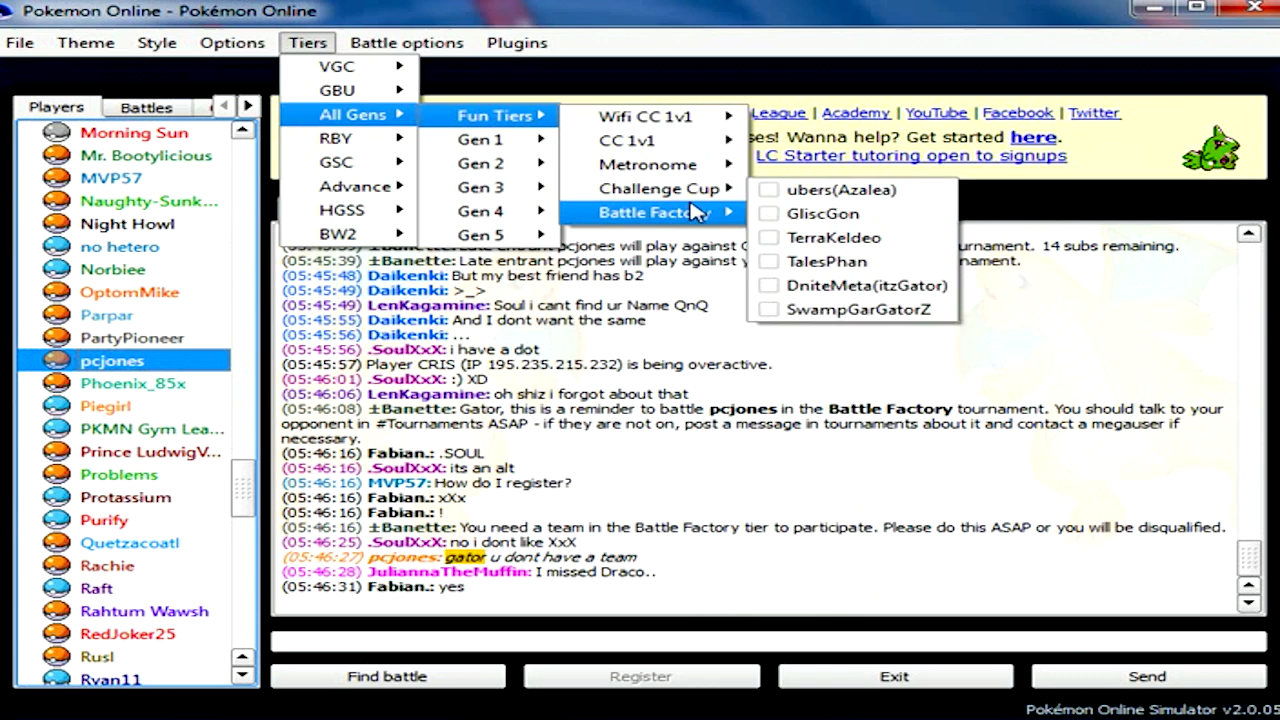 Pokemon Online - Pokémon Online
File Theme Style Options Tiers Battle options Plugins
VGC
GBU
All Gens
RBY
GSC
Advance
HGSS
BW2
Fun Tiers
Gen 1
Gen 2
Gen 3
Gen 4
Gen 5
Wifi CC 1v1
CC 1v1
Metronome
Challenge Cup
Battle Factory
ubers(Azalea)
GliscGon
TerraKeldeo
TalesPhan
DniteMeta(itzGator)
SwampGarGatorZ
Players Battles
Morning Sun
Mr. Bootylicious
MVP57
Naughty-Sunk...
Night Howl
no hetero
Norbiee
OptomMike
Parpar
PartyPioneer
pcjones
Phoenix_85x
Piegirl
PKMN Gym Lea...
Prince LudwigV...
Problems
Protassium
Purify
Quetzacoatl
Rachie
Raft
Rahtum Wawsh
RedJoker25
Rusl
Ryan11
League | Academy | YouTube | Facebook | Twitter
ses! Wanna help? Get started here.
LC Starter tutoring open to signups
(05:45:39) ±Banette: Late entrant pcjones will play against tournament. 14 subs remaining.
(05:45:39) ±Banette: Late entrant pcjones will play against nament.
(05:45:48) Daikenki: But my best friend has b2
(05:45:49) Daikenki: >_>
(05:45:49) LenKagamine: Soul i cant find ur Name QnQ
(05:45:55) Daikenki: And I dont want the same
(05:45:56) Daikenki: ...
(05:45:56) .SoulXxX: i have a dot
(05:45:57) Player CRIS (IP 195.235.215.232) is being overactive.
(05:46:01) .SoulXxX: :) XD
(05:46:06) LenKagamine: oh shiz i forgot about that
(05:46:08) ±Banette: Gator, this is a reminder to battle pcjones in the Battle Factory tournament. You should talk to your
opponent in #Tournaments ASAP - if they are not on, post a message in tournaments about it and contact a megauser if
necessary.
(05:46:16) Fabian.: .SOUL
(05:46:16) .SoulXxX: its an alt
(05:46:16) MVP57: How do I register?
(05:46:16) Fabian.: xXx
(05:46:16) Fabian.: !
(05:46:16) ±Banette: You need a team in the Battle Factory tier to participate. Please do this ASAP or you will be disqualified.
(05:46:25) .SoulXxX: no i dont like XxX
(05:46:27) pcjones: gator u dont have a team
(05:46:28) JuliannaTheMuffin: I missed Draco..
(05:46:31) Fabian.: yes
Find battle Register Exit Send
Pokémon Online Simulator v2.0.05